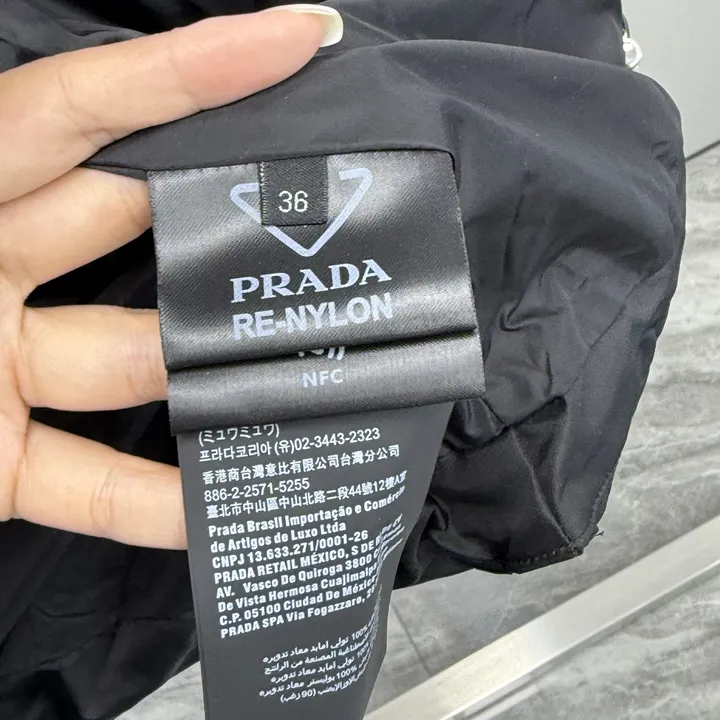 36
PRADA
RE-NYLON
NFC
(ミュウミュウ)
프라다코리아 (유)02-3443-2323
香港商台灣意比有限公司台灣分公司
886-2-2571-5255
臺北市中山區中山北路二段44號12樓A室
Prada Brasil Importação e Comércio
de Artigos de Luxo Ltda
CNPJ 13.633.271/0001-26
PRADA RETAIL MÉXICO, S DE
AV. Vasco De Quiroga 3800
De Vista Hermosa Cuajimalpa
C.P. 05100 Ciudad De México
PRADA SPA Via Fogazzaro, 28